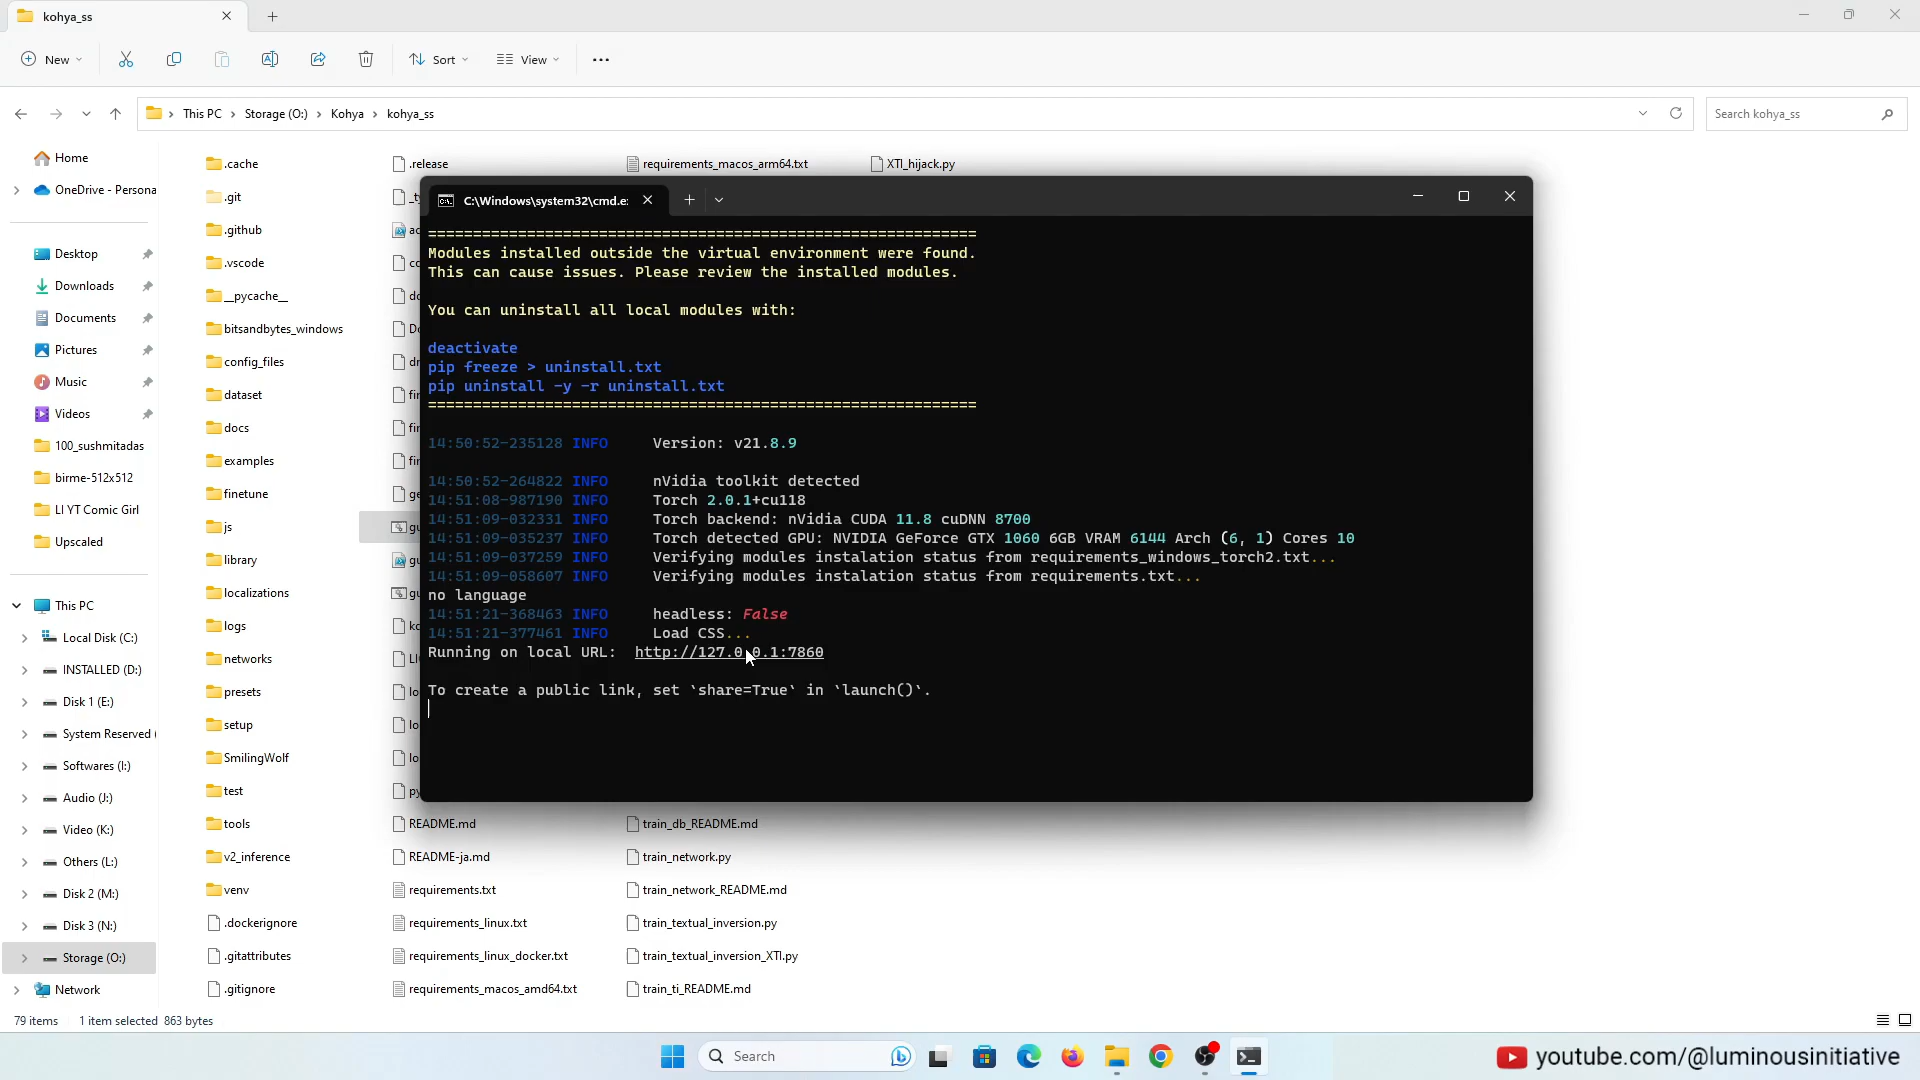 kohya_ss
New
Sort
View
This PC > Storage (O:) > Kohya > kohya_ss
Search kohya_ss
Home
OneDrive - Persona
Desktop
Downloads
Documents
Pictures
Music
Videos
100_sushmitadas
birme-512x512
LI YT Comic Girl
Upscaled
This PC
Local Disk (C:)
INSTALLED (D:)
Disk 1 (E:)
System Reserved (
Softwares (I:)
Audio (J:)
Video (K:)
Others (L:)
Disk 2 (M:)
Disk 3 (N:)
Storage (O:)
Network
.cache
.git
.github
.vscode
__pycache__
bitsandbytes_windows
config_files
dataset
docs
examples
finetune
js
library
localizations
logs
networks
presets
setup
SmilingWolf
test
tools
v2_inference
venv
.dockerignore
.gitattributes
.gitignore
.release
README.md
README-ja.md
requirements.txt
requirements_linux.txt
requirements_linux_docker.txt
requirements_macos_amd64.txt
requirements_macos_arm64.txt
train_db_README.md
train_network.py
train_network_README.md
train_textual_inversion.py
train_textual_inversion_XTI.py
train_ti_README.md
XTI_hijack.py
C:\Windows\system32\cmd.e
=============================================================
Modules installed outside the virtual environment were found.
This can cause issues. Please review the installed modules.
You can uninstall all local modules with:
deactivate
pip freeze > uninstall.txt
pip uninstall -y -r uninstall.txt
=============================================================
14:50:52-235128 INFO Version: v21.8.9
14:50:52-264822 INFO nVidia toolkit detected
14:51:08-987190 INFO Torch 2.0.1+cu118
14:51:09-032331 INFO Torch backend: nVidia CUDA 11.8 cuDNN 8700
14:51:09-035237 INFO Torch detected GPU: NVIDIA GeForce GTX 1060 6GB VRAM 6144 Arch (6, 1) Cores 10
14:51:09-037259 INFO Verifying modules instalation status from requirements_windows_torch2.txt...
14:51:09-058607 INFO Verifying modules instalation status from requirements.txt...
no language
14:51:21-368463 INFO headless: False
14:51:21-377461 INFO Load CSS...
Running on local URL: http://127.0.0.1:7860
To create a public link, set `share=True` in `launch()`.
79 items 1 item selected 863 bytes
Search
youtube.com/@luminousinitiative